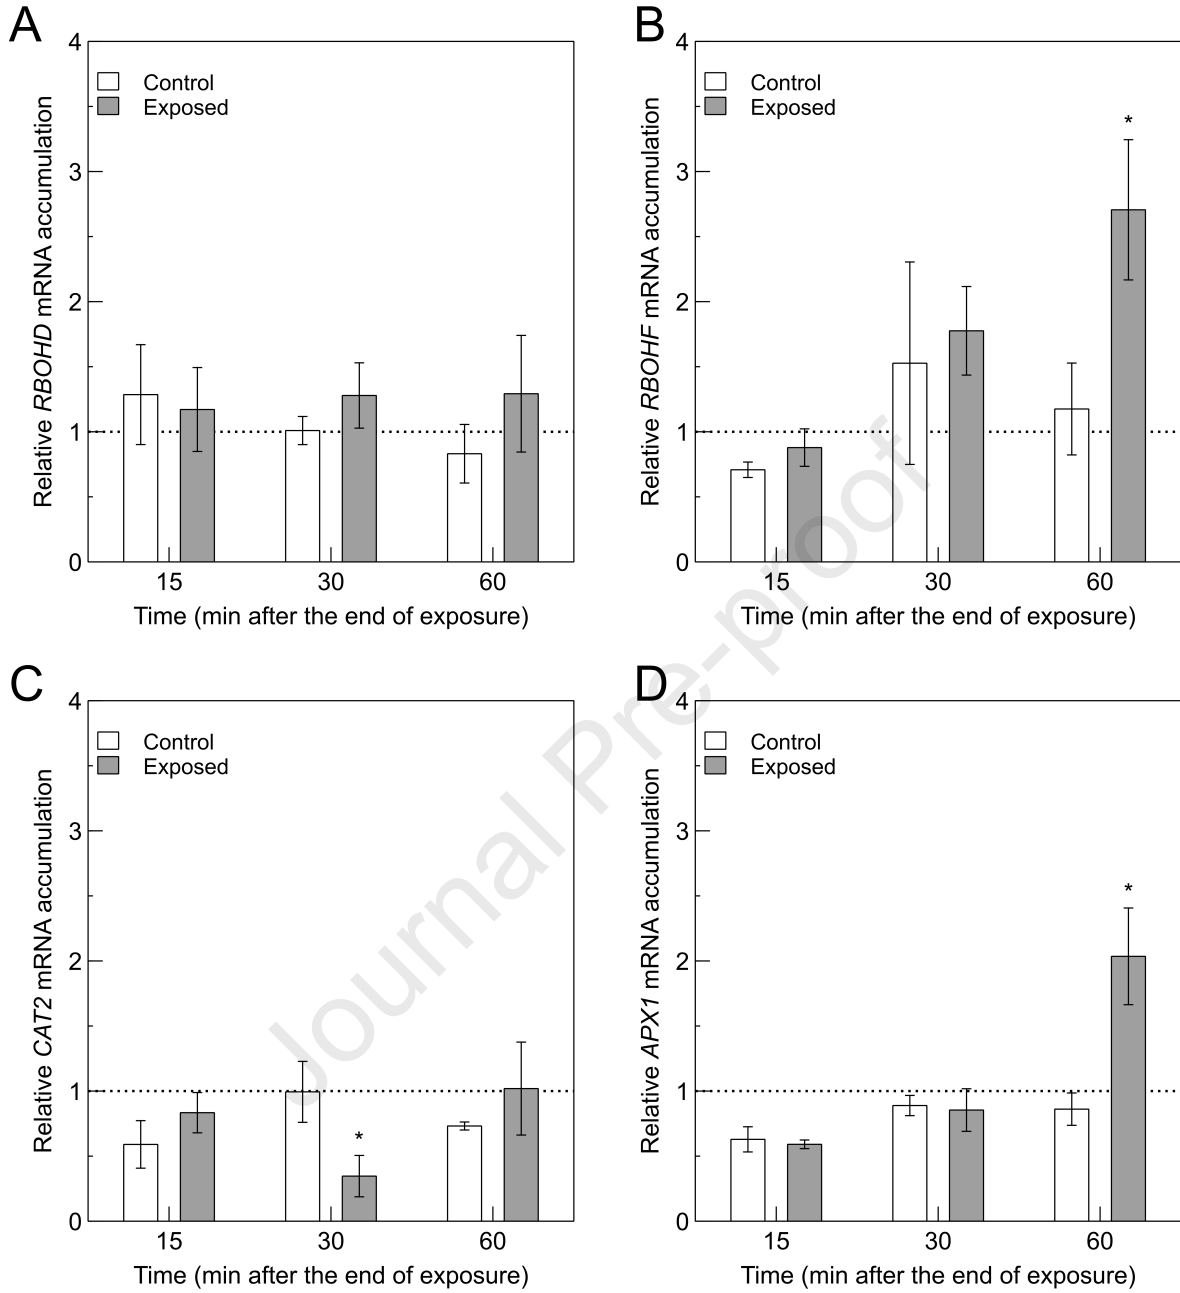 A
4
3
2
1
0
Control
Exposed
Relative RBOHD mRNA accumulation
15 30 60
Time (min after the end of exposure)
B
4
3
2
1
0
Control
Exposed
*
Relative RBOHF mRNA accumulation
15 30 60
Time (min after the end of exposure)
C
4
3
2
1
0
Control
Exposed
*
Relative CAT2 mRNA accumulation
15 30 60
Time (min after the end of exposure)
D
4
3
2
1
0
Control
Exposed
*
Relative APX1 mRNA accumulation
15 30 60
Time (min after the end of exposure)
Journal Pre-proof